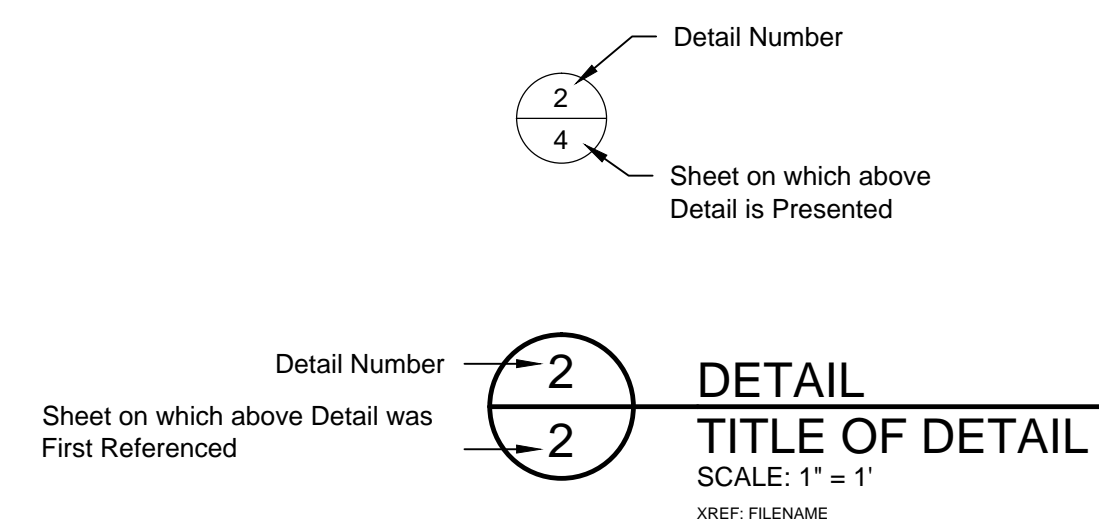 Detail Number
2
4
Sheet on which above
Detail is Presented
Detail Number
2
DETAIL
Sheet on which above Detail was
First Referenced
2
TITLE OF DETAIL
SCALE: 1" = 1'
XREF: FILENAME